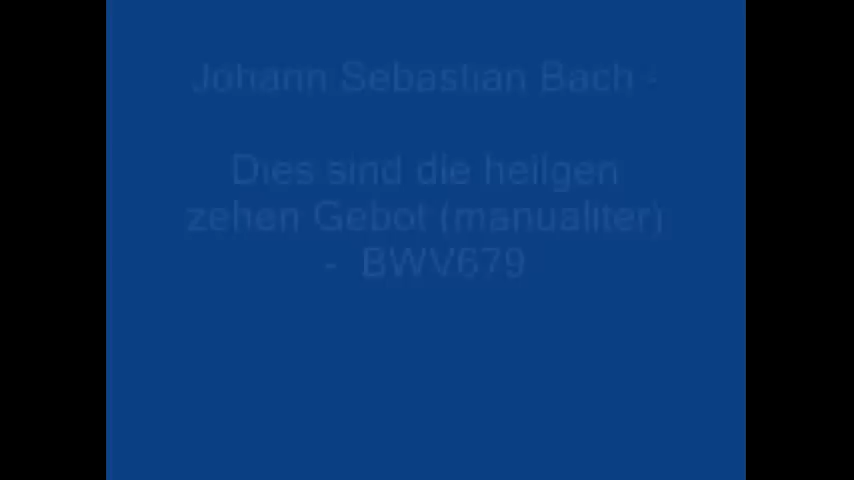 Johann Sebastian Bach -
Dies sind die heilgen
zehen Gebot (manualiter)
- BWV679